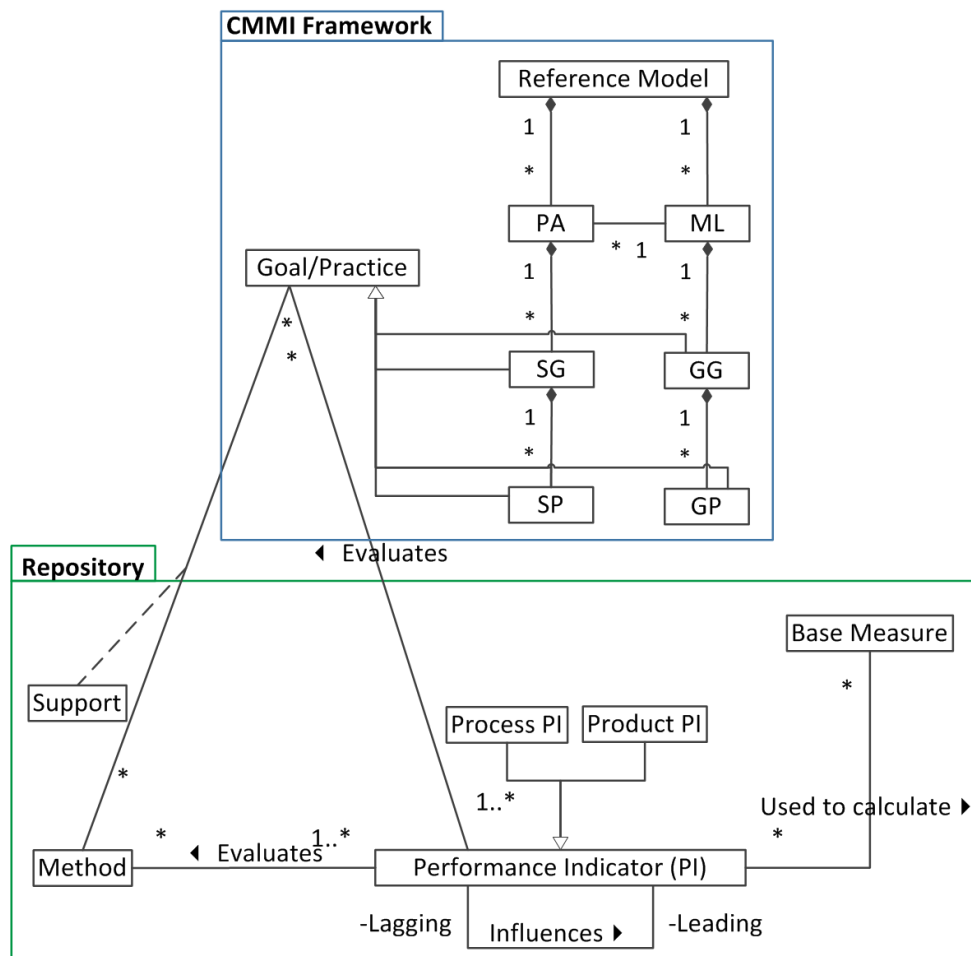 CMMI Framework
Reference Model
1 1
* *
PA ML
* 1
Goal/Practice
1 1
* *
*
*
SG GG
1 1
* *
SP GP
◄ Evaluates
Repository
Base Measure
*
Support
Process PI Product PI
*
1..*
Used to calculate ►
* ◄ Evaluates 1..* *
Method Performance Indicator (PI)
-Lagging Influences ► -Leading